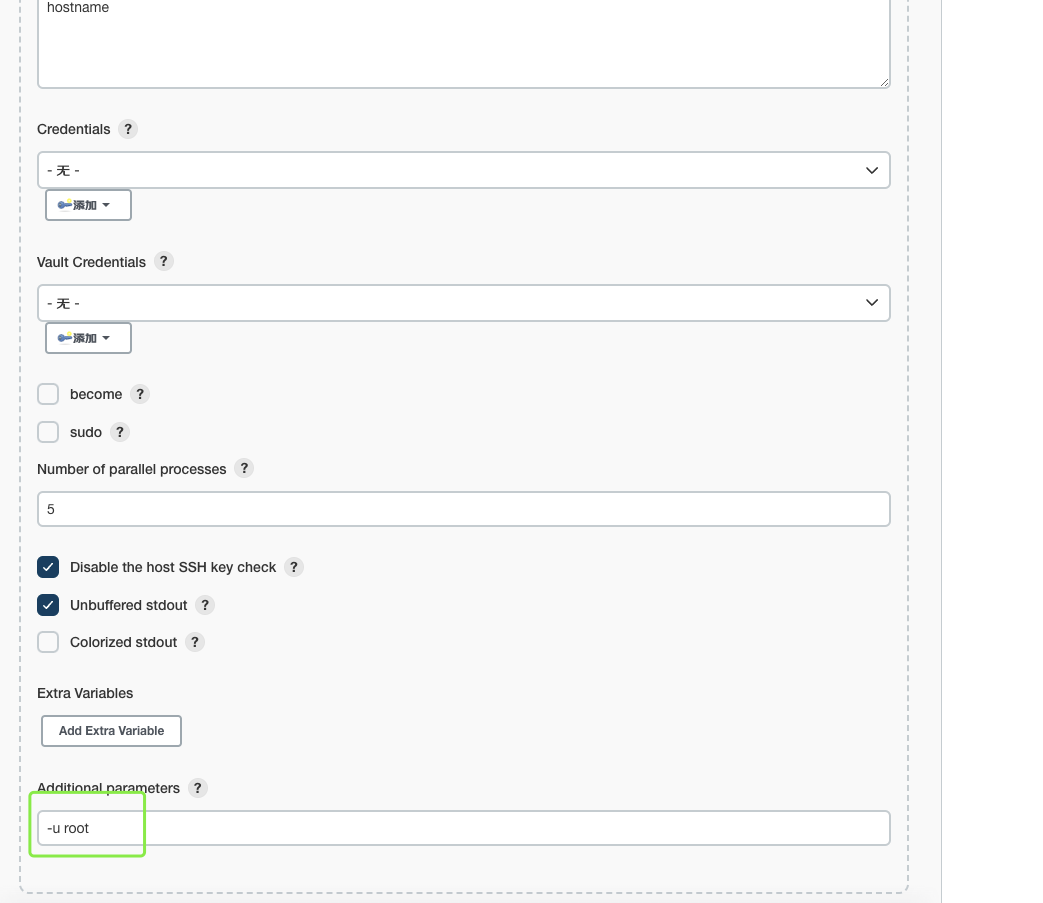 hostname
Credentials ?
- 无 -
添加
Vault Credentials ?
- 无 -
添加
become ?
sudo ?
Number of parallel processes ?
5
Disable the host SSH key check ?
Unbuffered stdout ?
Colorized stdout ?
Extra Variables
Add Extra Variable
Additional parameters ?
-u root